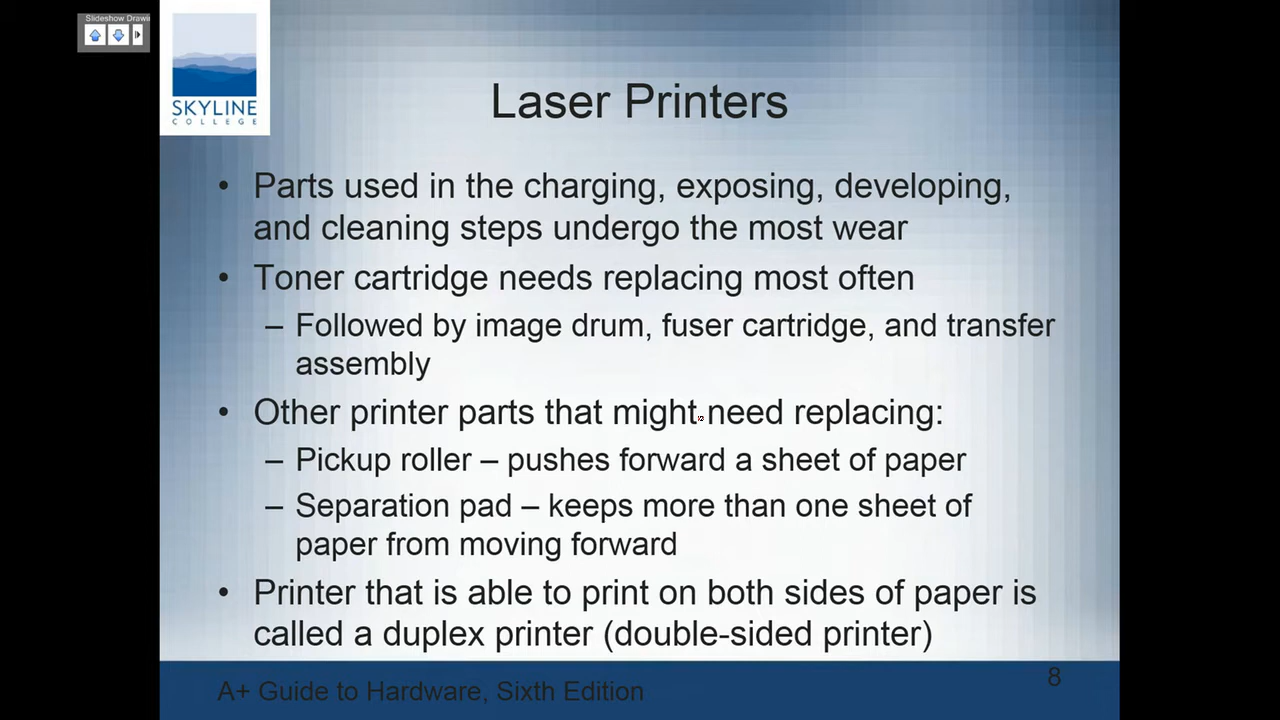 Slideshow Drawin
SKYLINE
COLLEGE
Laser Printers
• Parts used in the charging, exposing, developing,
and cleaning steps undergo the most wear
• Toner cartridge needs replacing most often
– Followed by image drum, fuser cartridge, and transfer
assembly
• Other printer parts that might need replacing:
– Pickup roller – pushes forward a sheet of paper
– Separation pad – keeps more than one sheet of
paper from moving forward
• Printer that is able to print on both sides of paper is
called a duplex printer (double-sided printer)
A+ Guide to Hardware, Sixth Edition
8